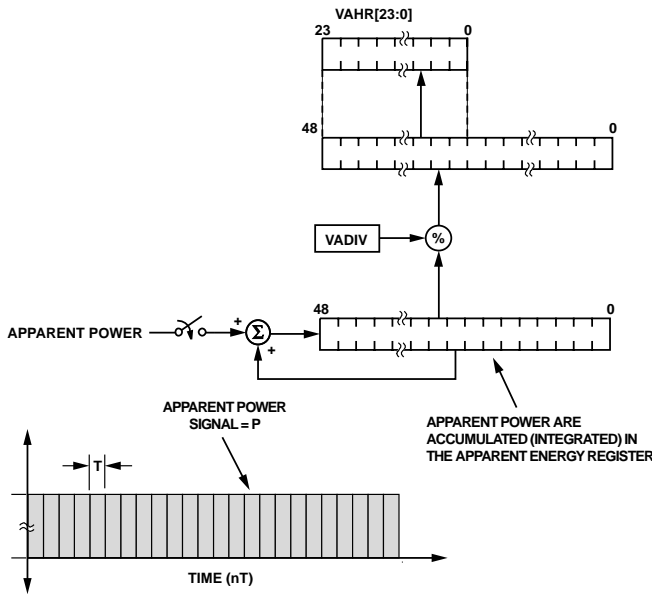 VAHR[23:0]
23 0
48 0
VADIV %
48 0
APPARENT POWER + Σ
+
APPARENT POWER
SIGNAL = P
APPARENT POWER ARE
ACCUMULATED (INTEGRATED) IN
THE APPARENT ENERGY REGISTER
T
TIME (nT)